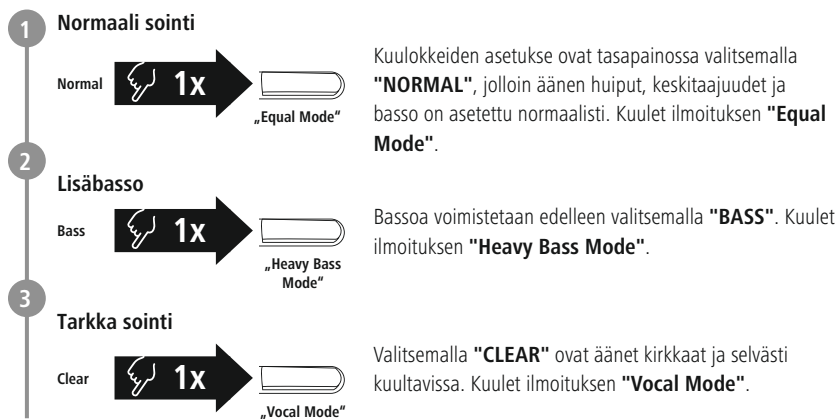 1
Normaali sointi
Normal
1x
„Equal Mode“
Kuulokkeiden asetukse ovat tasapainossa valitsemalla
"NORMAL", jolloin äänen huiput, keskitaajuudet ja
basso on asetettu normaalisti. Kuulet ilmoituksen "Equal
Mode".
2
Lisäbasso
Bass
1x
„Heavy Bass
Mode“
Bassoa voimistetaan edelleen valitsemalla "BASS". Kuulet
ilmoituksen "Heavy Bass Mode".
3
Tarkka sointi
Clear
1x
„Vocal Mode“
Valitsemalla "CLEAR" ovat äänet kirkkaat ja selvästi
kuultavissa. Kuulet ilmoituksen "Vocal Mode".